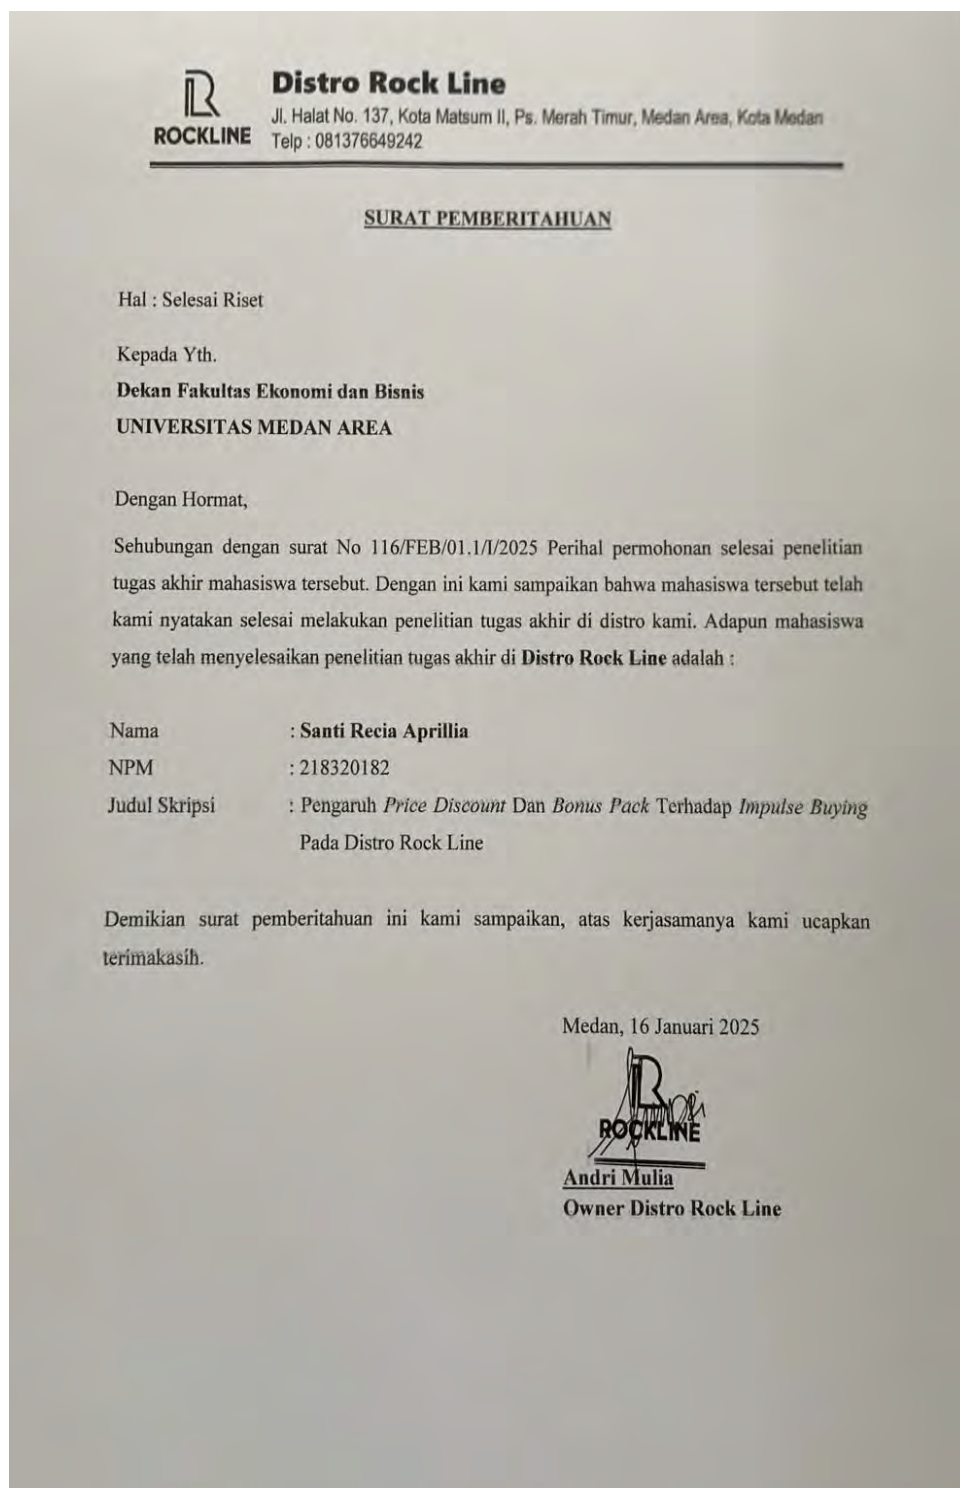 ROCKLINE
Distro Rock Line
Jl. Halat No. 137, Kota Matsum II, Ps. Merah Timur, Medan Area, Kota Medan
Telp : 081376649242
SURAT PEMBERITAHUAN
Hal : Selesai Riset
Kepada Yth.
Dekan Fakultas Ekonomi dan Bisnis
UNIVERSITAS MEDAN AREA
Dengan Hormat,
Sehubungan dengan surat No 116/FEB/01.1/I/2025 Perihal permohonan selesai penelitian
tugas akhir mahasiswa tersebut. Dengan ini kami sampaikan bahwa mahasiswa tersebut telah
kami nyatakan selesai melakukan penelitian tugas akhir di distro kami. Adapun mahasiswa
yang telah menyelesaikan penelitian tugas akhir di Distro Rock Line adalah :
Nama : Santi Recia Aprillia
NPM : 218320182
Judul Skripsi : Pengaruh Price Discount Dan Bonus Pack Terhadap Impulse Buying
Pada Distro Rock Line
Demikian surat pemberitahuan ini kami sampaikan, atas kerjasamanya kami ucapkan
terimakasih.
Medan, 16 Januari 2025
ROCKLINE
Andri Mulia
Owner Distro Rock Line